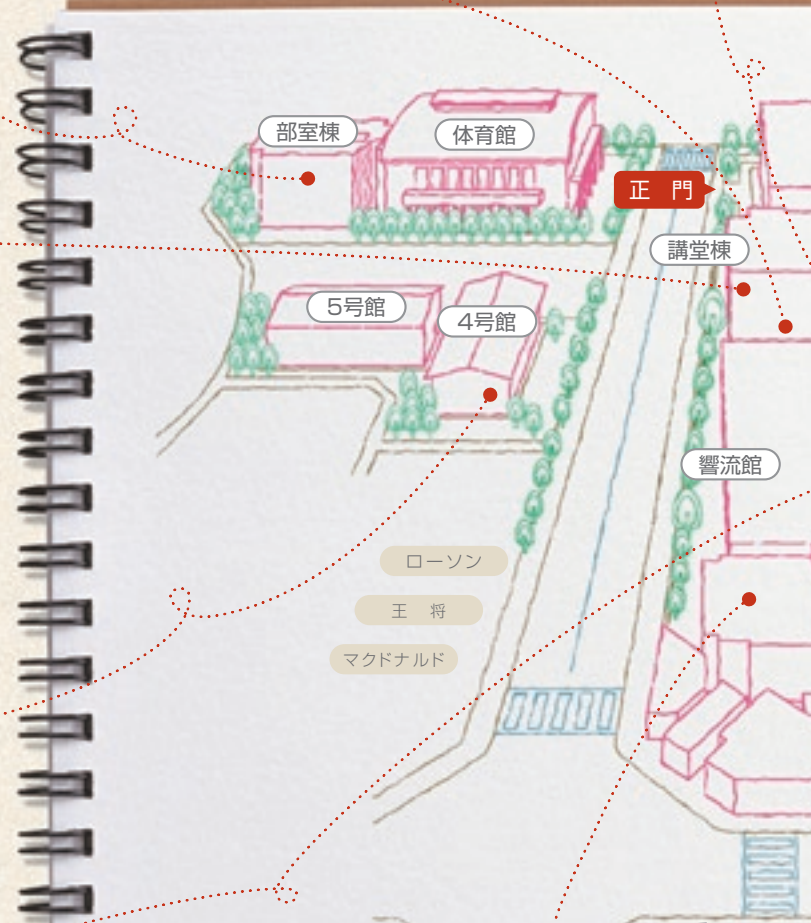 部室棟
体育館
正 門
講堂棟
5号館
4号館
響流館
ローソン
王 将
マクドナルド